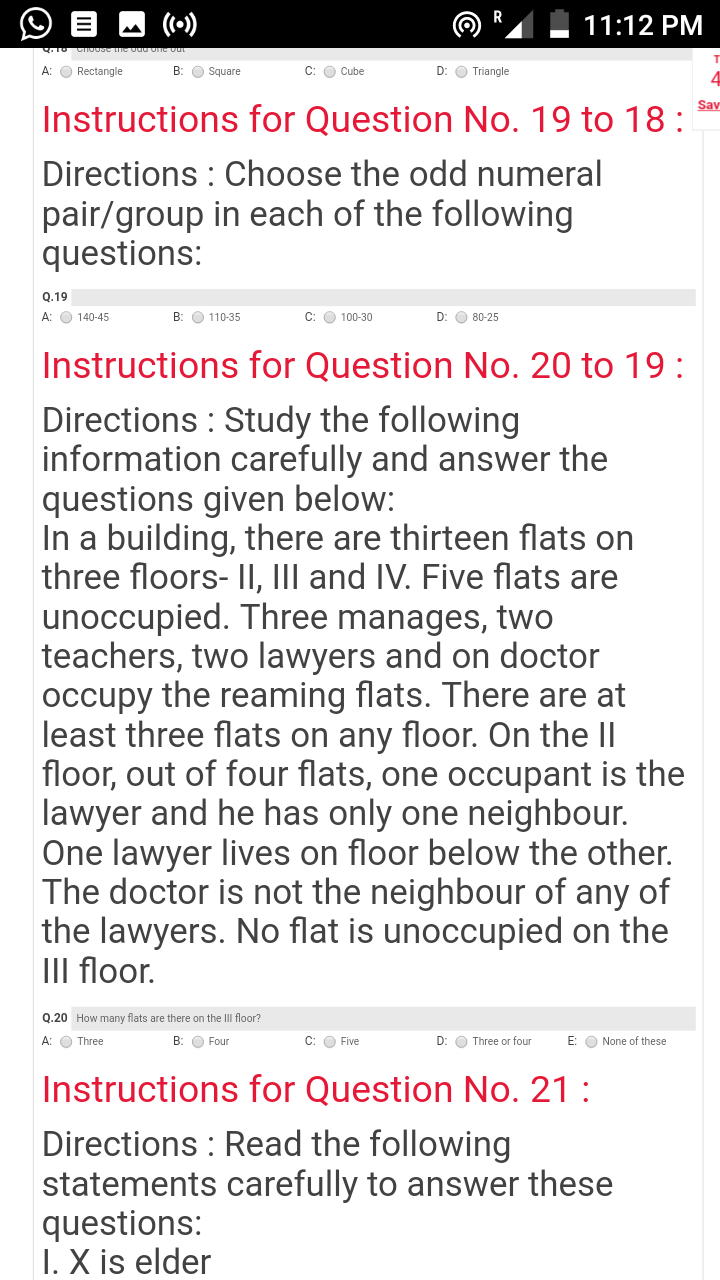 R 11:12 PM
Q.18 Choose the odd one out
A: Rectangle B: Square C: Cube D: Triangle
T
4
Sav
Instructions for Question No. 19 to 18 :
Directions : Choose the odd numeral
pair/group in each of the following
questions:
Q.19
A: 140-45 B: 110-35 C: 100-30 D: 80-25
Instructions for Question No. 20 to 19 :
Directions : Study the following
information carefully and answer the
questions given below:
In a building, there are thirteen flats on
three floors- II, III and IV. Five flats are
unoccupied. Three manages, two
teachers, two lawyers and on doctor
occupy the reaming flats. There are at
least three flats on any floor. On the II
floor, out of four flats, one occupant is the
lawyer and he has only one neighbour.
One lawyer lives on floor below the other.
The doctor is not the neighbour of any of
the lawyers. No flat is unoccupied on the
III floor.
Q.20 How many flats are there on the III floor?
A: Three B: Four C: Five D: Three or four E: None of these
Instructions for Question No. 21 :
Directions : Read the following
statements carefully to answer these
questions:
I. X is elder